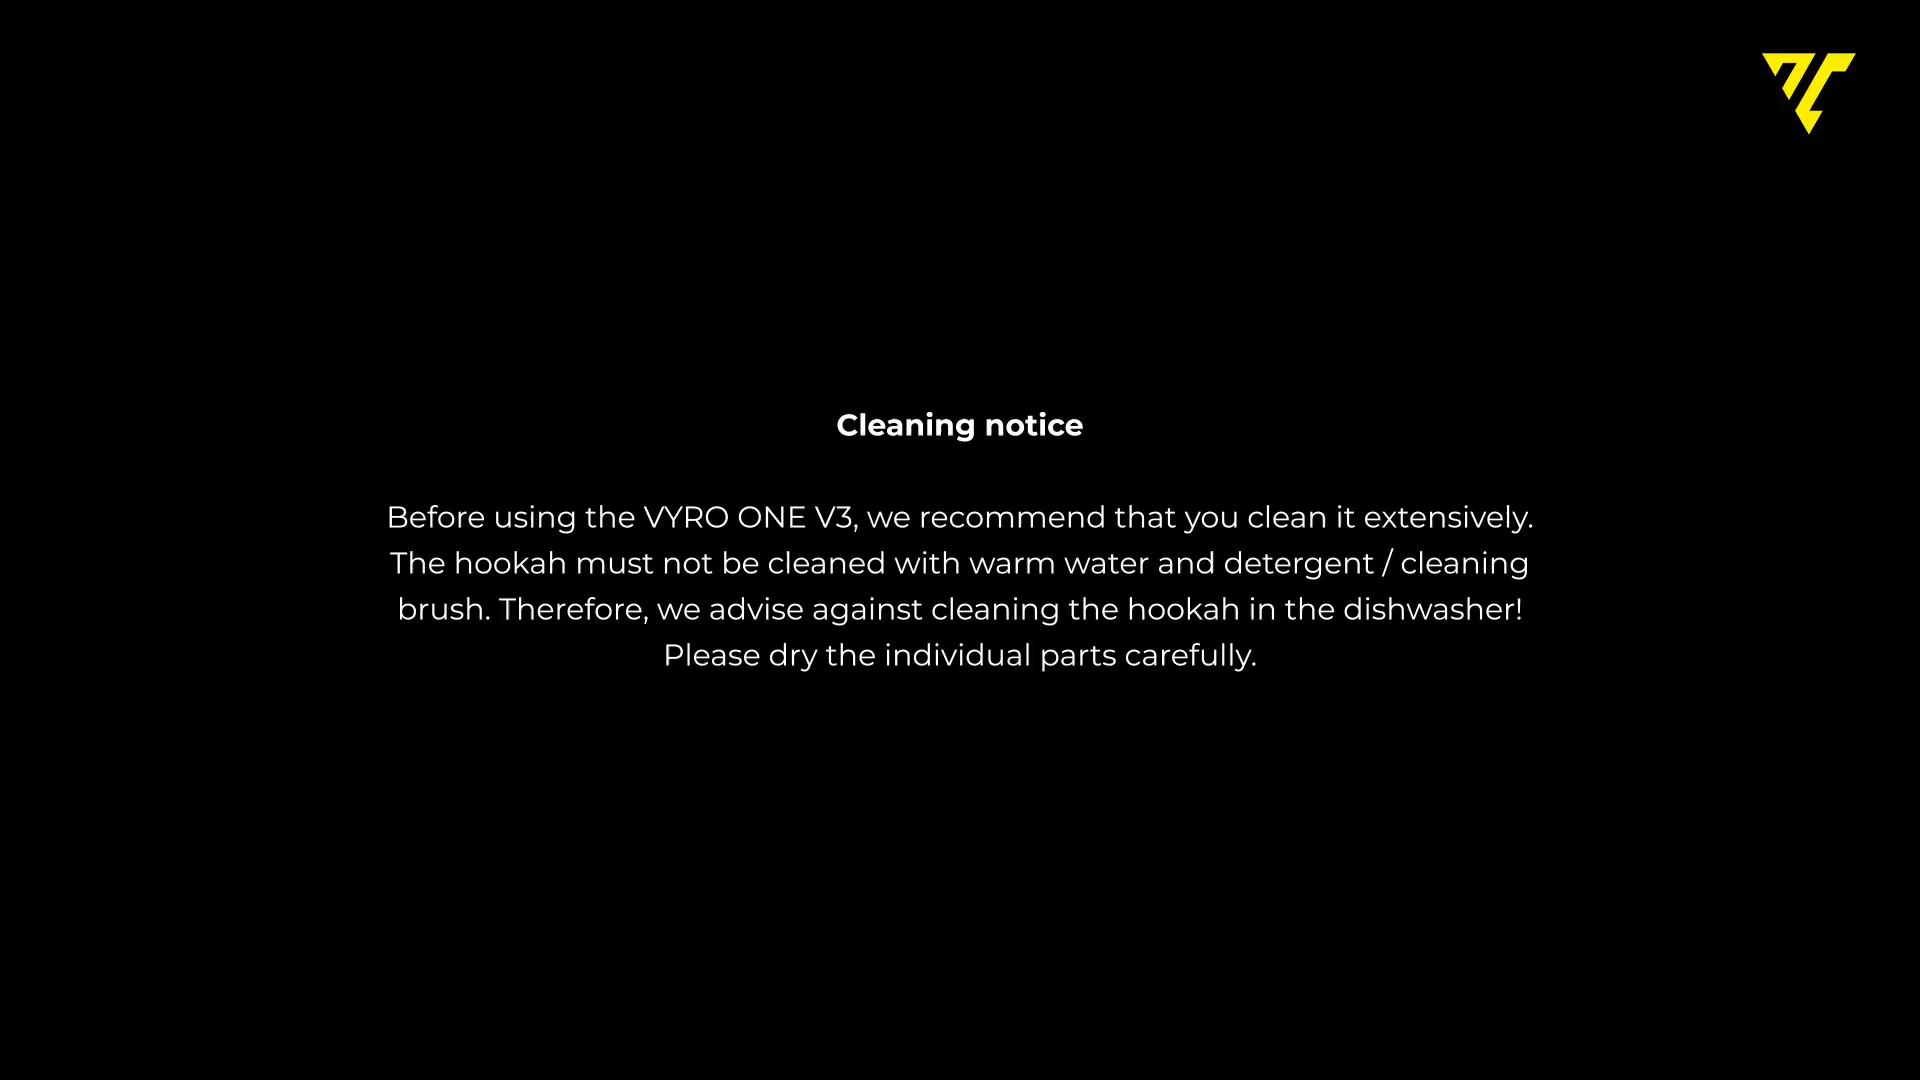 Cleaning notice
Before using the VYRO ONE V3, we recommend that you clean it extensively.
The hookah must not be cleaned with warm water and detergent / cleaning
brush. Therefore, we advise against cleaning the hookah in the dishwasher!
Please dry the individual parts carefully.